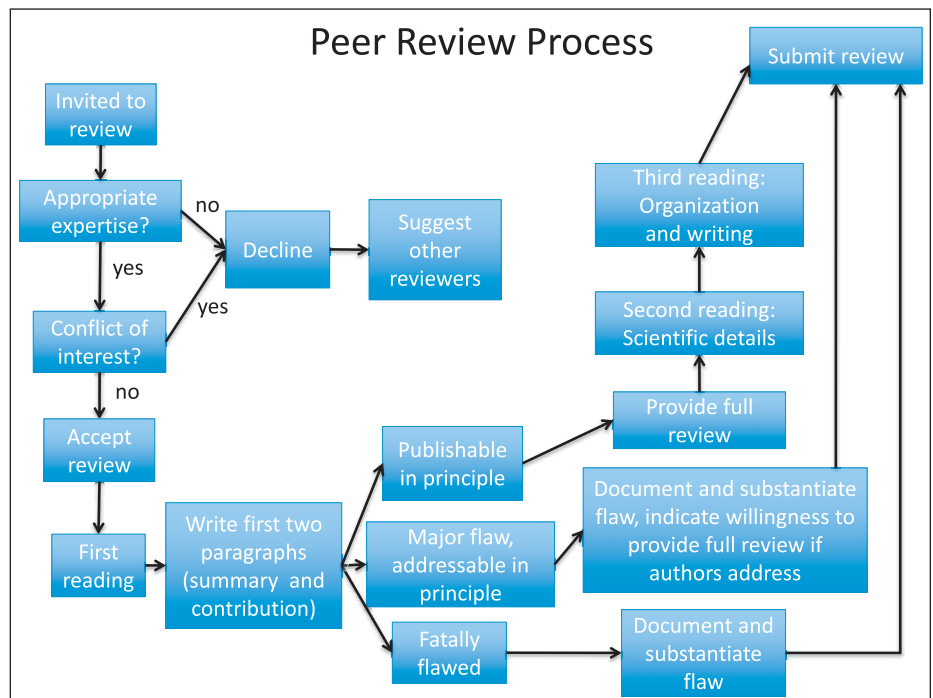 Peer Review Process
Invited to
review
Appropriate
expertise?
no
yes
Decline
Suggest
other
reviewers
Conflict of
interest?
yes
no
Accept
review
First
reading
Write first two
paragraphs
(summary and
contribution)
Publishable
in principle
Provide full
review
Second reading:
Scientific details
Third reading:
Organization
and writing
Major flaw,
addressable in
principle
Document and substantiate
flaw, indicate willingness to
provide full review if
authors address
Fatally
flawed
Document and
substantiate
flaw
Submit review